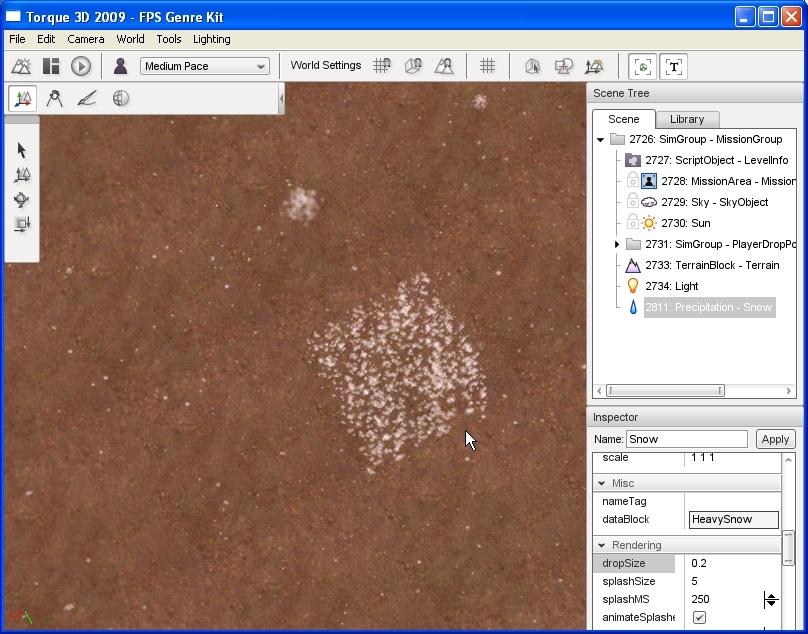 Torque 3D 2009 - FPS Genre Kit
File Edit Camera World Tools Lighting
Medium Pace
World Settings
T
Scene Tree
Scene Library
2726: SimGroup - MissionGroup
2727: ScriptObject - LevelInfo
2728: MissionArea - Mission
2729: Sky - SkyObject
2730: Sun
2731: SimGroup - PlayerDropPo
2733: TerrainBlock - Terrain
2734: Light
2811: Precipitation - Snow
Inspector
Name: Snow Apply
scale 1 1 1
Misc
nameTag
dataBlock HeavySnow
Rendering
dropSize 0.2
splashSize 5
splashMS 250
animateSplashe